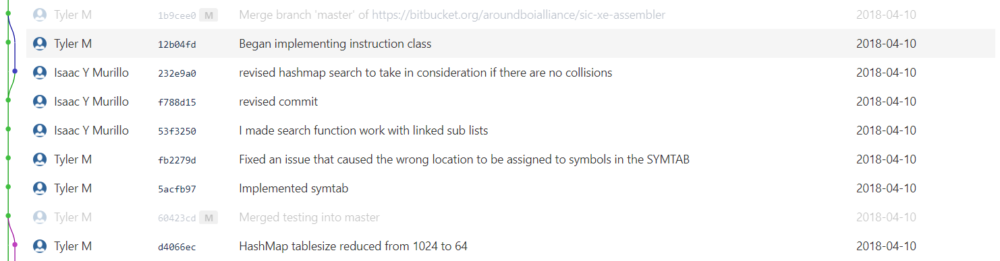 Tyler M 1b9cee0 M Merge branch 'master' of https://bitbucket.org/aroundboialliance/sic-xe-assembler 2018-04-10
Tyler M 12b04fd Began implementing instruction class 2018-04-10
Isaac Y Murillo 232e9a0 revised hashmap search to take in consideration if there are no collisions 2018-04-10
Isaac Y Murillo f788d15 revised commit 2018-04-10
Isaac Y Murillo 53f3250 I made search function work with linked sub lists 2018-04-10
Tyler M fb2279d Fixed an issue that caused the wrong location to be assigned to symbols in the SYMTAB 2018-04-10
Tyler M 5acfb97 Implemented symtab 2018-04-10
Tyler M 60423cd M Merged testing into master 2018-04-10
Tyler M d4066ec HashMap tablesize reduced from 1024 to 64 2018-04-10